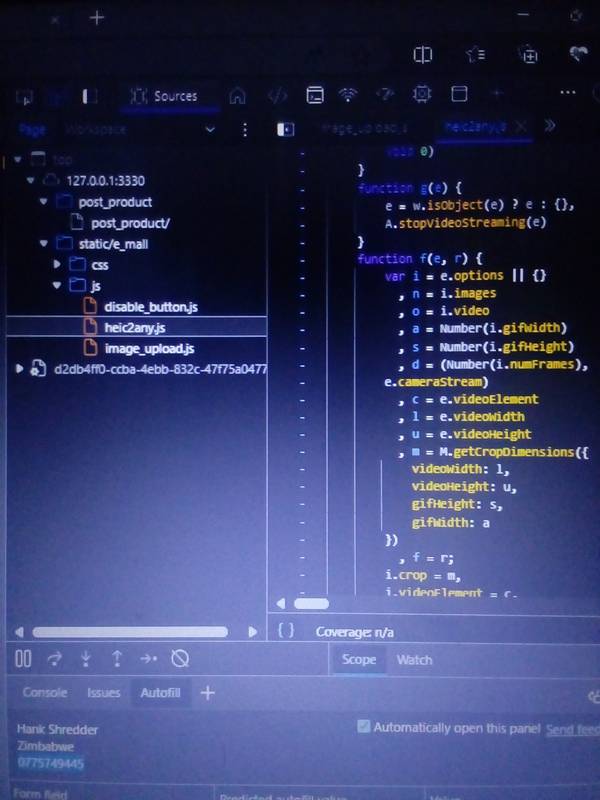 Sources
Page
Workspace
image_upload.js
heic2any.js
top
127.0.0.1:3330
post_product
post_product/
static/e_mall
css
js
disable_button.js
heic2any.js
image_upload.js
d2db4ff0-ccba-4ebb-832c-47f75a0477
void 0)
}
function g(e) {
e = w.isObject(e) ? e : {},
A.stopVideoStreaming(e)
}
function f(e, r) {
var i = e.options || {}
, n = i.images
, o = i.video
, a = Number(i.gifWidth)
, s = Number(i.gifHeight)
, d = (Number(i.numFrames),
e.cameraStream)
, c = e.videoElement
, l = e.videoWidth
, u = e.videoHeight
, m = M.getCropDimensions({
videoWidth: l,
videoHeight: u,
gifHeight: s,
gifWidth: a
})
, f = r;
i.crop = m,
i.videoElement = c,
{ } Coverage: n/a
Scope
Watch
Console
Issues
Autofill
Hank Shredder
Zimbabwe
0775749445
Automatically open this panel
Send feed
Form field
Predicted autofill value
Value